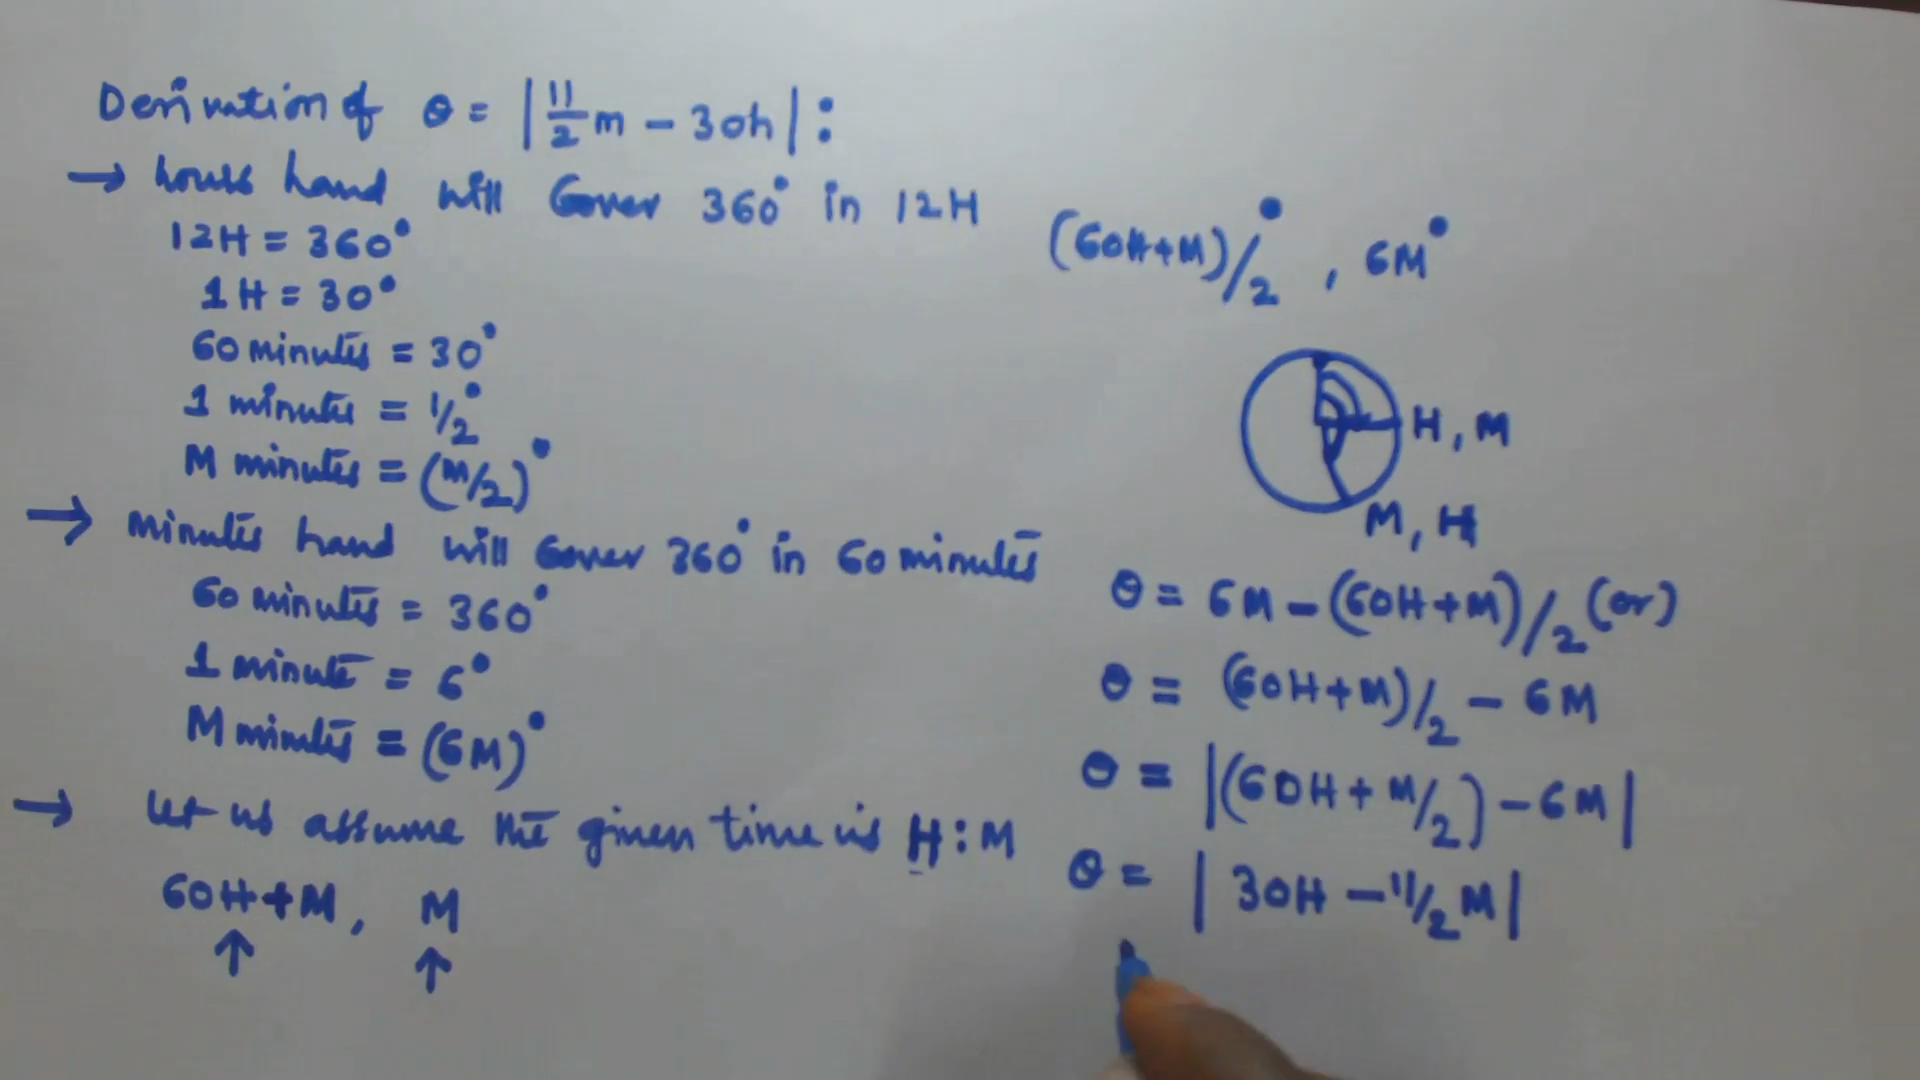 Derivation of θ = |11/2 m - 30h| :
→ hours hand will cover 360° in 12H
12H = 360°
1H = 30°
60 minutes = 30°
1 minutes = 1/2°
M minutes = (M/2)°
→ minutes hand will cover 360° in 60 minutes
60 minutes = 360°
1 minute = 6°
M minutes = (6M)°
→ let us assume the given time is H:M
60H+M, M
↑ ↑
(60H+M)/2°, 6M°
H, M
M, H
θ = 6M - (60H+M)/2 (or)
θ = (60H+M)/2 - 6M
θ = |(60H+M/2) - 6M|
θ = |30H - 11/2 M|